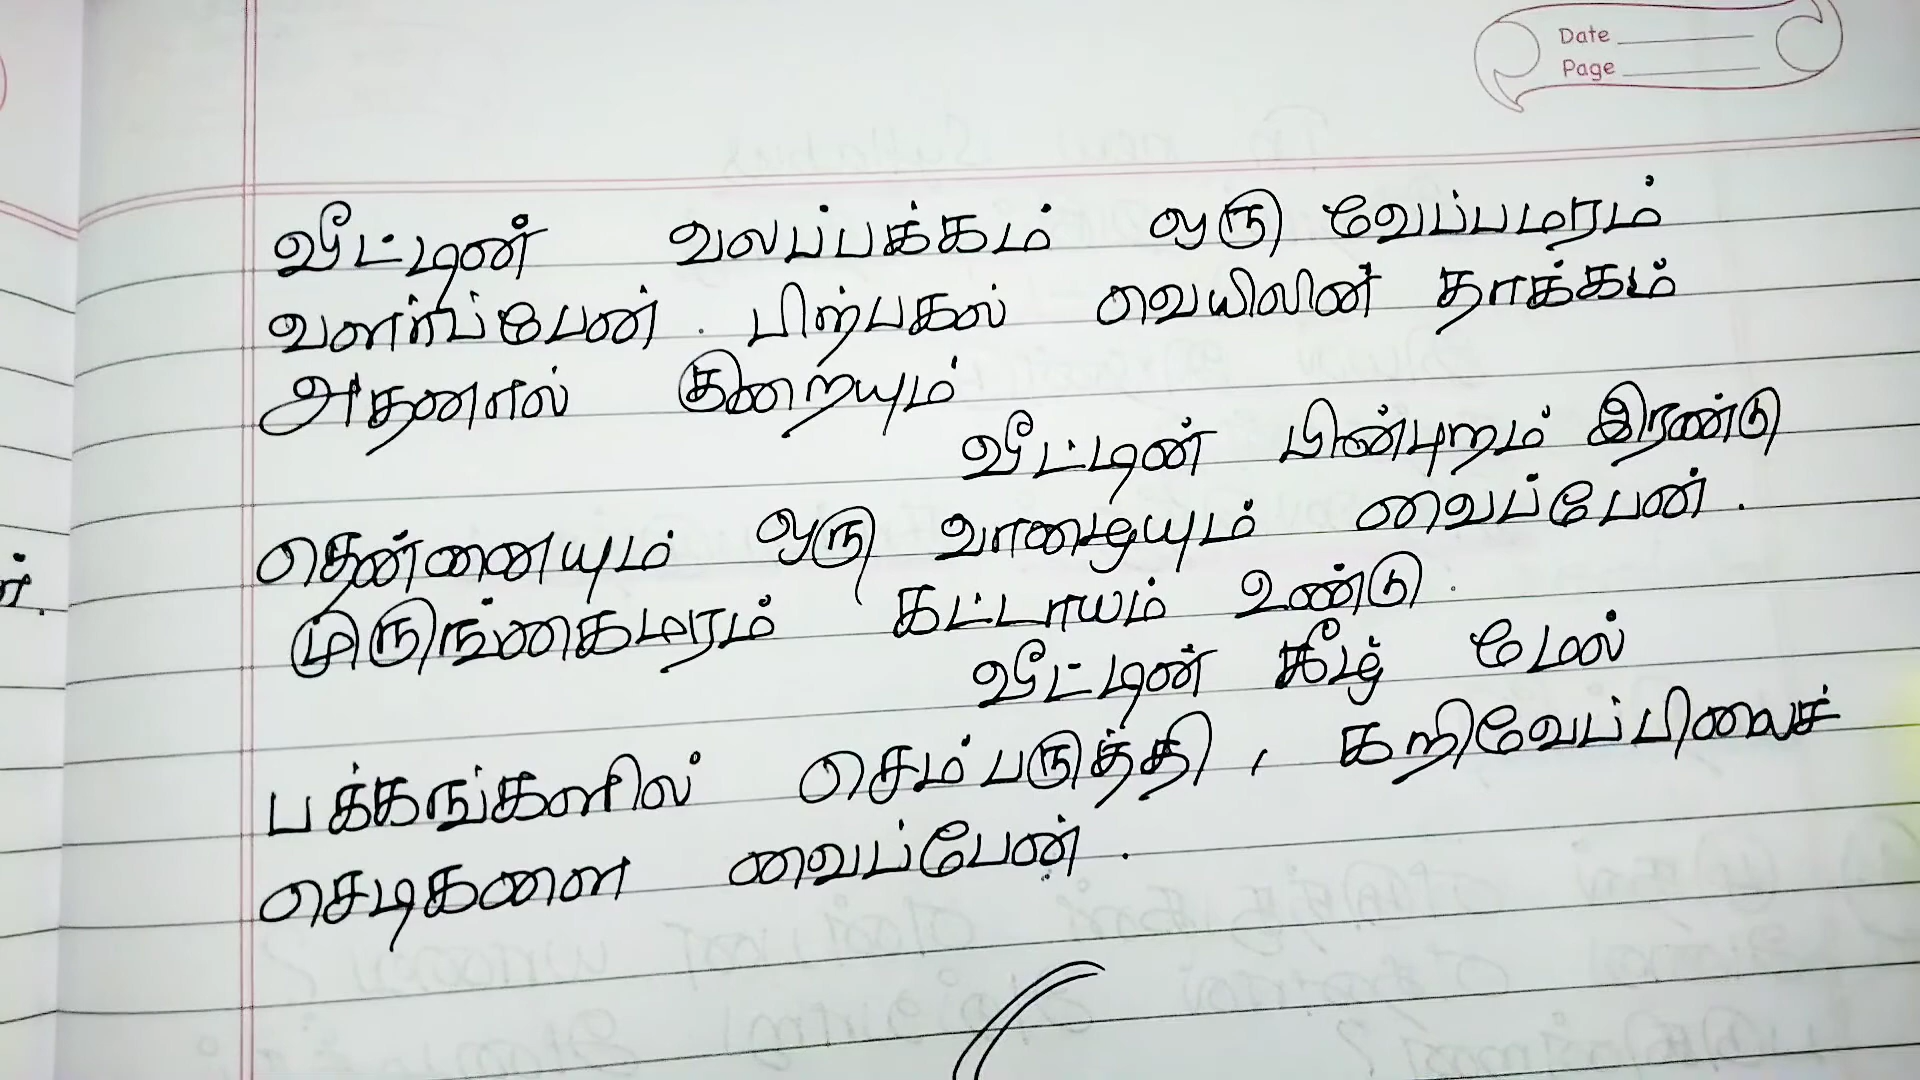 Date
Page
வீட்டின் வலப்பக்கம் ஒரு வேப்பமரம்
வளர்ப்பேன். பிற்பகல் வெயிலின் தாக்கம்
அதனால் குறையும்
வீட்டின் பின்புறம் இரண்டு
தென்னையும் ஒரு வாழையும் வைப்பேன்.
முருங்கைமரம் கட்டாயம் உண்டு.
வீட்டின் கீழ் மேல்
பக்கங்களில் செம்பருத்தி, கறிவேப்பிலைச்
செடிகளை வைப்பேன்.